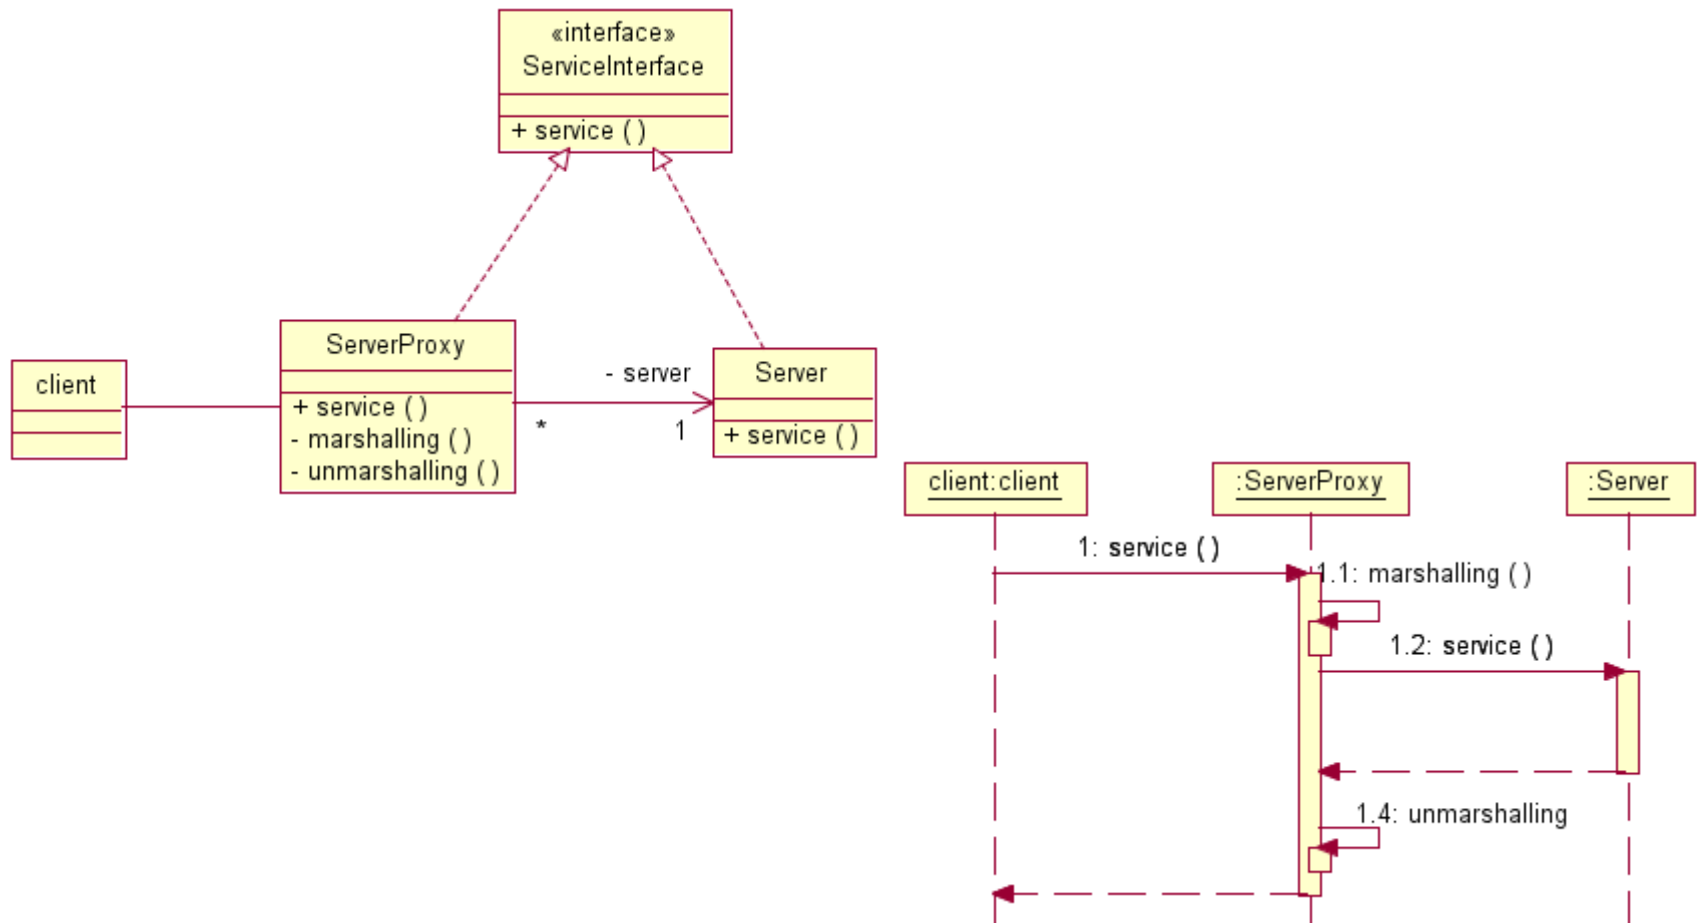 «interface»
ServiceInterface
+ service ( )
ServerProxy
+ service ( )
- marshalling ( )
- unmarshalling ( )
client
- server
*
1
Server
+ service ( )
client:client
:ServerProxy
:Server
1: service ( )
1.1: marshalling ( )
1.2: service ( )
1.4: unmarshalling